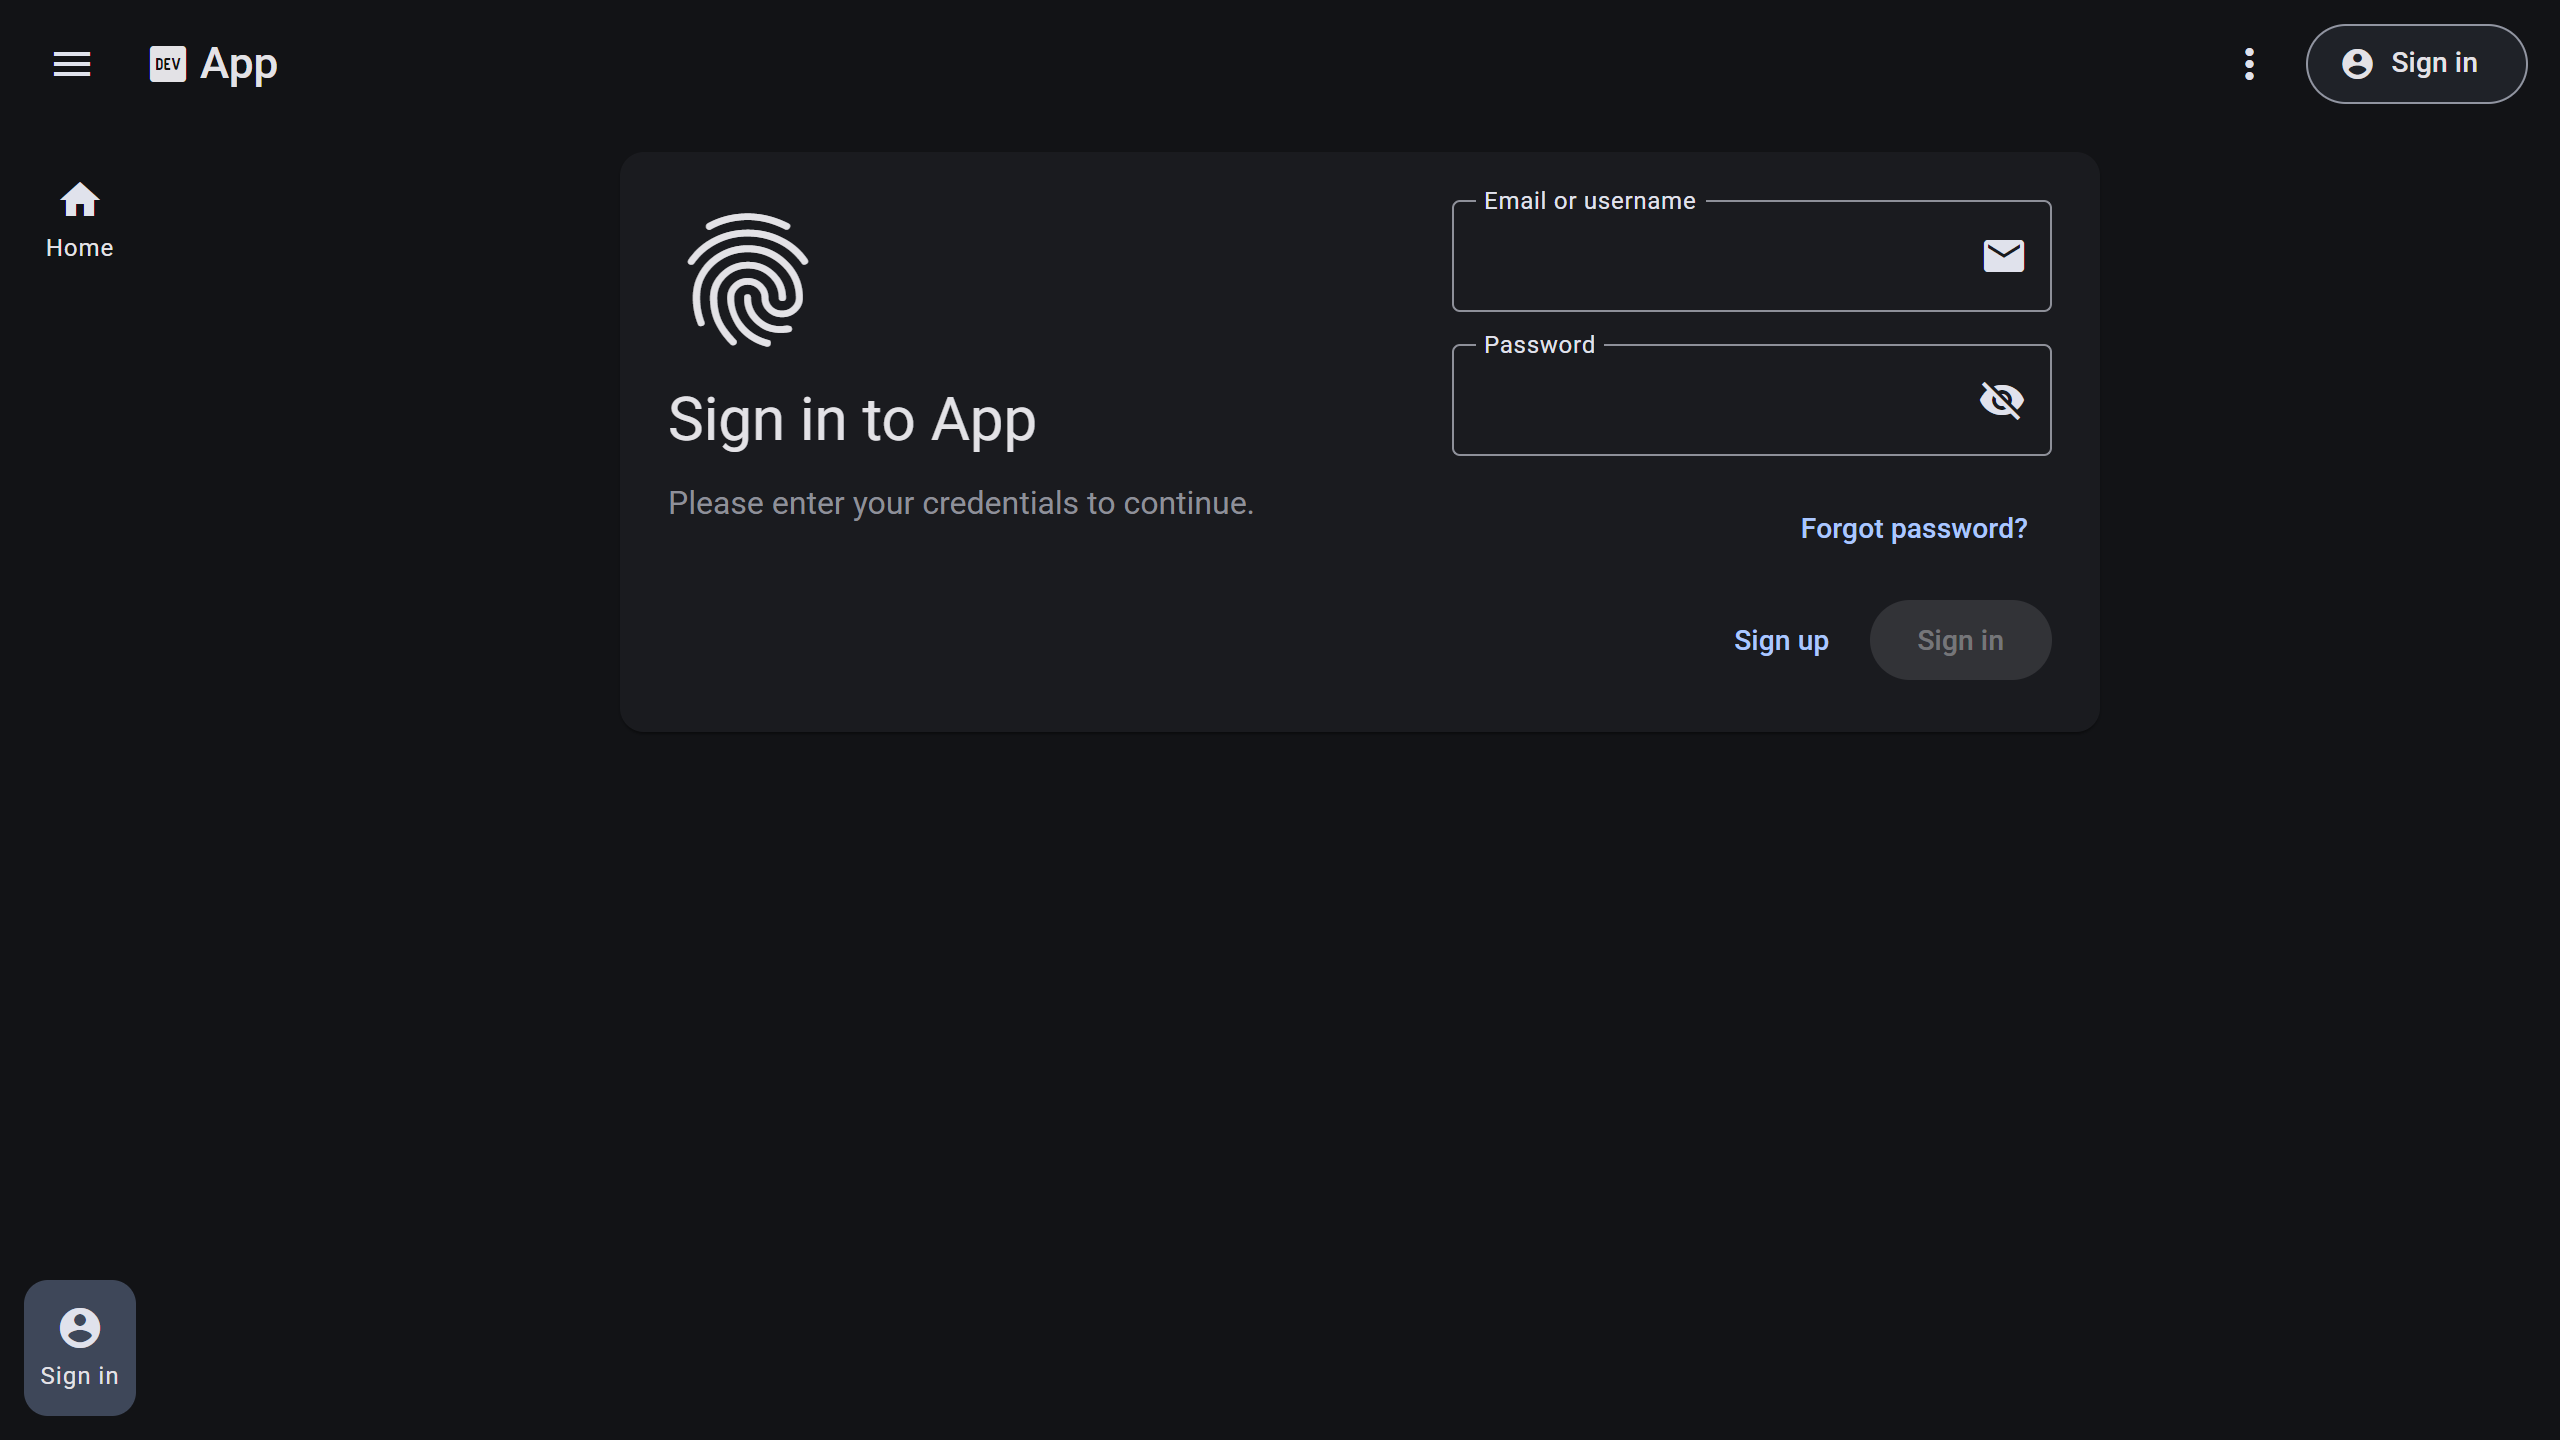 DEV App
Sign in
Home
Sign in to App
Please enter your credentials to continue.
Email or username
Password
Forgot password?
Sign up
Sign in
Sign in